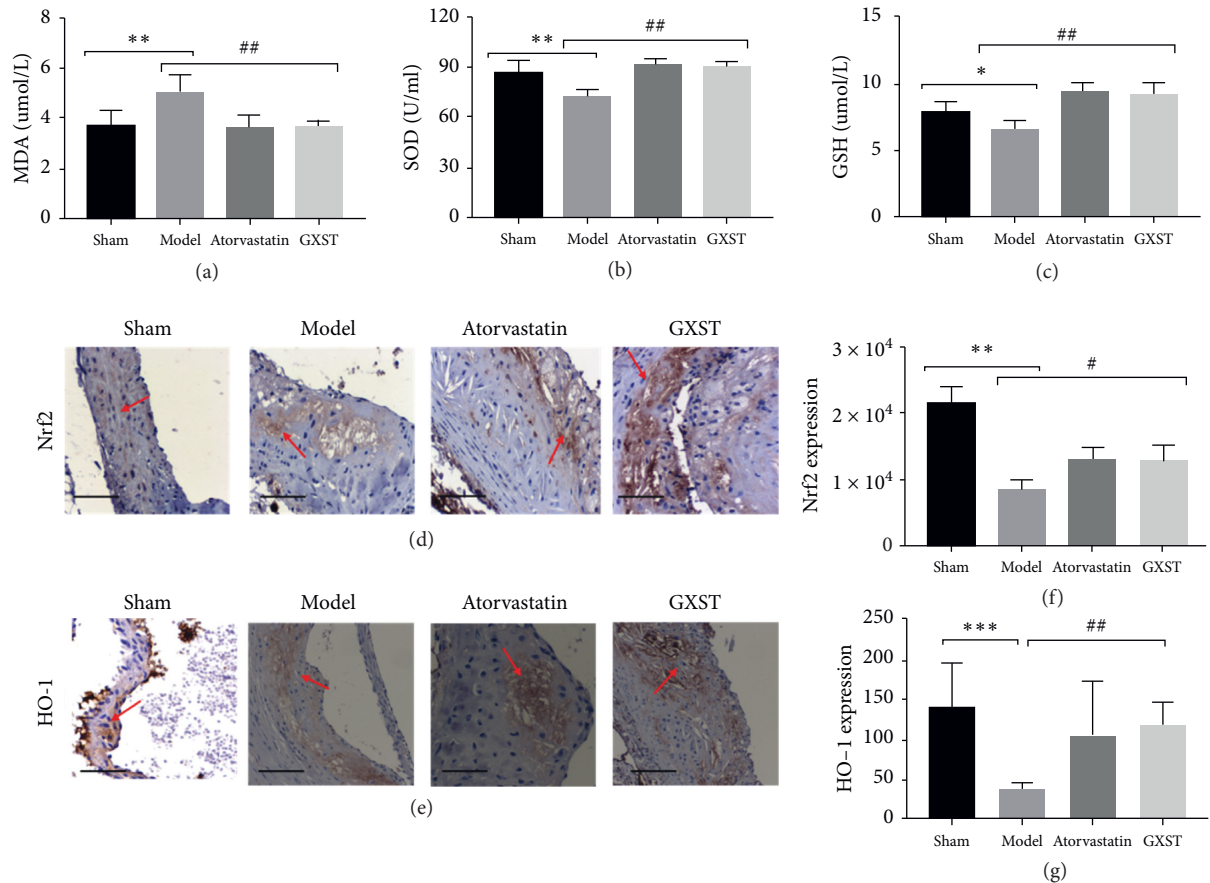 MDA (umol/L)
8
6
4
2
0
**
##
Sham Model Atorvastatin GXST
(a)
SOD (U/ml)
120
90
60
30
0
**
##
Sham Model Atorvastatin GXST
(b)
GSH (umol/L)
15
10
5
0
*
##
Sham Model Atorvastatin GXST
(c)
Sham Model Atorvastatin GXST
Nrf2
(d)
Sham Model Atorvastatin GXST
HO-1
(e)
Nrf2 expression
3 × 10⁴
2 × 10⁴
1 × 10⁴
0
**
#
Sham Model Atorvastatin GXST
(f)
HO–1 expression
250
200
150
100
50
0
***
##
Sham Model Atorvastatin GXST
(g)